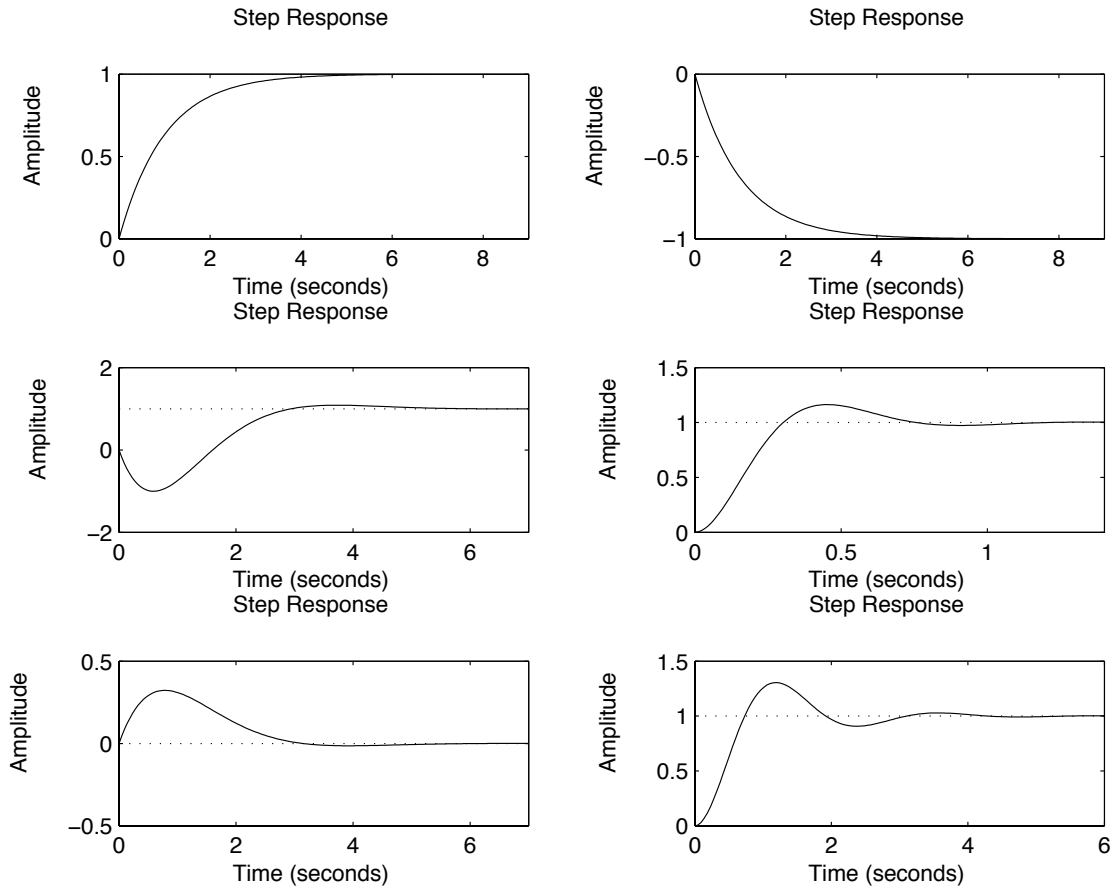 Step Response
Amplitude
1
0.5
0
0 2 4 6 8
Time (seconds)
Step Response
Amplitude
0
−0.5
−1
0 2 4 6 8
Time (seconds)
Step Response
Amplitude
2
0
−2
0 2 4 6
Time (seconds)
Step Response
Amplitude
1.5
1
0.5
0
0 0.5 1
Time (seconds)
Step Response
Amplitude
0.5
0
−0.5
0 2 4 6
Time (seconds)
Step Response
Amplitude
1.5
1
0.5
0
0 2 4 6
Time (seconds)